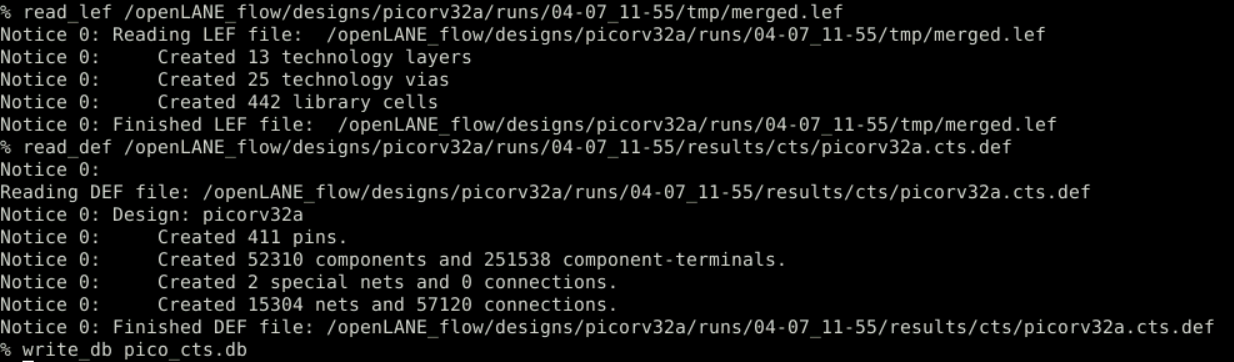 % read_lef /openLANE_flow/designs/picorv32a/runs/04-07_11-55/tmp/merged.lef
Notice 0: Reading LEF file:  /openLANE_flow/designs/picorv32a/runs/04-07_11-55/tmp/merged.lef
Notice 0:     Created 13 technology layers
Notice 0:     Created 25 technology vias
Notice 0:     Created 442 library cells
Notice 0: Finished LEF file:  /openLANE_flow/designs/picorv32a/runs/04-07_11-55/tmp/merged.lef
% read_def /openLANE_flow/designs/picorv32a/runs/04-07_11-55/results/cts/picorv32a.cts.def
Notice 0:
Reading DEF file: /openLANE_flow/designs/picorv32a/runs/04-07_11-55/results/cts/picorv32a.cts.def
Notice 0: Design: picorv32a
Notice 0:     Created 411 pins.
Notice 0:     Created 52310 components and 251538 component-terminals.
Notice 0:     Created 2 special nets and 0 connections.
Notice 0:     Created 15304 nets and 57120 connections.
Notice 0: Finished DEF file: /openLANE_flow/designs/picorv32a/runs/04-07_11-55/results/cts/picorv32a.cts.def
% write_db pico_cts.db